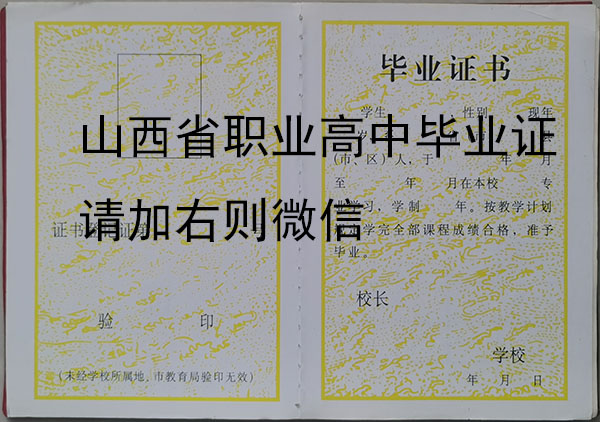 山西省职业高中毕业证
请加右则微信
验 印
(未经学校所属地,市教育局验印无效)
毕业证书
学生 性别 现年
(市、区)人,于 年 月
至 年 月在本校 专
业学习,学制 年。按教学计划
学完全部课程成绩合格,准予
毕业。
校长
学校
年 月 日